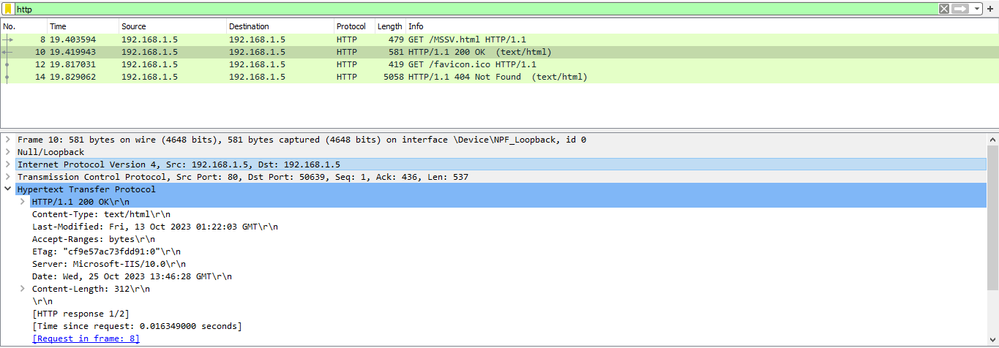 http
No. Time Source Destination Protocol Length Info
8 19.403594 192.168.1.5 192.168.1.5 HTTP 479 GET /MSSV.html HTTP/1.1
10 19.419943 192.168.1.5 192.168.1.5 HTTP 581 HTTP/1.1 200 OK (text/html)
12 19.817031 192.168.1.5 192.168.1.5 HTTP 419 GET /favicon.ico HTTP/1.1
14 19.829062 192.168.1.5 192.168.1.5 HTTP 5058 HTTP/1.1 404 Not Found (text/html)
Frame 10: 581 bytes on wire (4648 bits), 581 bytes captured (4648 bits) on interface \Device\NPF_Loopback, id 0
Null/Loopback
Internet Protocol Version 4, Src: 192.168.1.5, Dst: 192.168.1.5
Transmission Control Protocol, Src Port: 80, Dst Port: 50639, Seq: 1, Ack: 436, Len: 537
Hypertext Transfer Protocol
HTTP/1.1 200 OK\r\n
Content-Type: text/html\r\n
Last-Modified: Fri, 13 Oct 2023 01:22:03 GMT\r\n
Accept-Ranges: bytes\r\n
ETag: "cf9e57ac73fdd91:0"\r\n
Server: Microsoft-IIS/10.0\r\n
Date: Wed, 25 Oct 2023 13:46:28 GMT\r\n
Content-Length: 312\r\n
\r\n
[HTTP response 1/2]
[Time since request: 0.016349000 seconds]
[Request in frame: 8]